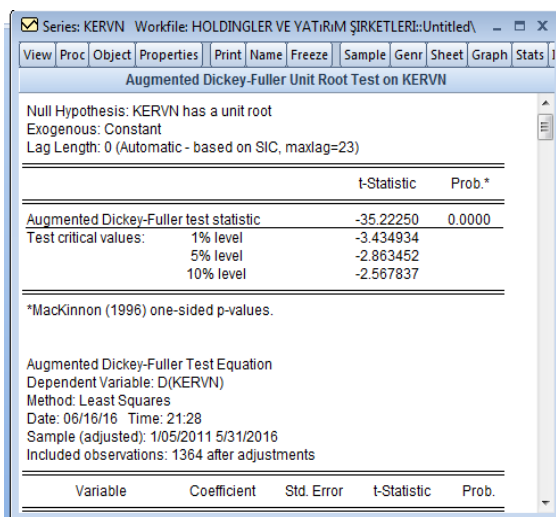 Series: KERVN Workfile: HOLDINGLER VE YATıRıM ŞIRKETLERI::Untitled\
View Proc Object Properties Print Name Freeze Sample Genr Sheet Graph Stats
Augmented Dickey-Fuller Unit Root Test on KERVN
Null Hypothesis: KERVN has a unit root
Exogenous: Constant
Lag Length: 0 (Automatic - based on SIC, maxlag=23)
t-Statistic Prob.*
Augmented Dickey-Fuller test statistic -35.22250 0.0000
Test critical values: 1% level -3.434934
5% level -2.863452
10% level -2.567837
*MacKinnon (1996) one-sided p-values.
Augmented Dickey-Fuller Test Equation
Dependent Variable: D(KERVN)
Method: Least Squares
Date: 06/16/16 Time: 21:28
Sample (adjusted): 1/05/2011 5/31/2016
Included observations: 1364 after adjustments
Variable Coefficient Std. Error t-Statistic Prob.